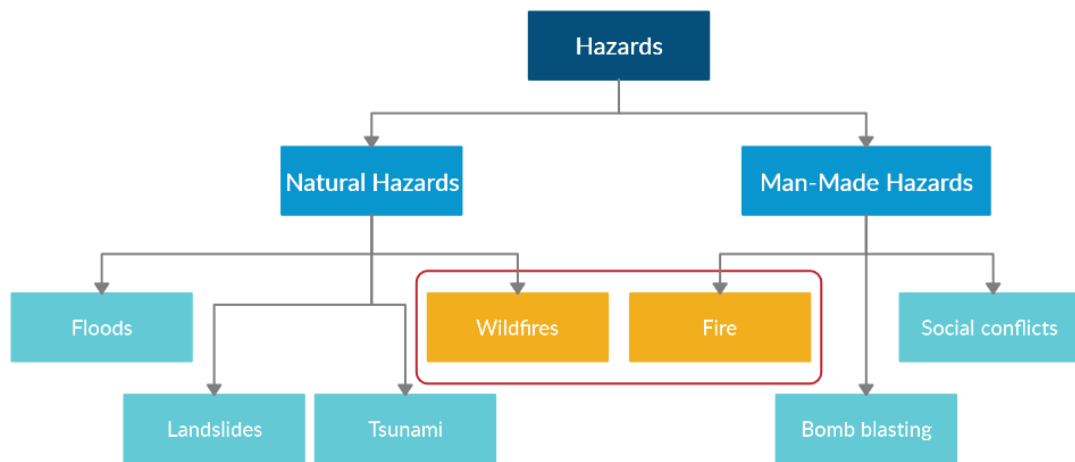 Hazards
Natural Hazards
Man-Made Hazards
Floods
Wildfires
Fire
Social conflicts
Landslides
Tsunami
Bomb blasting